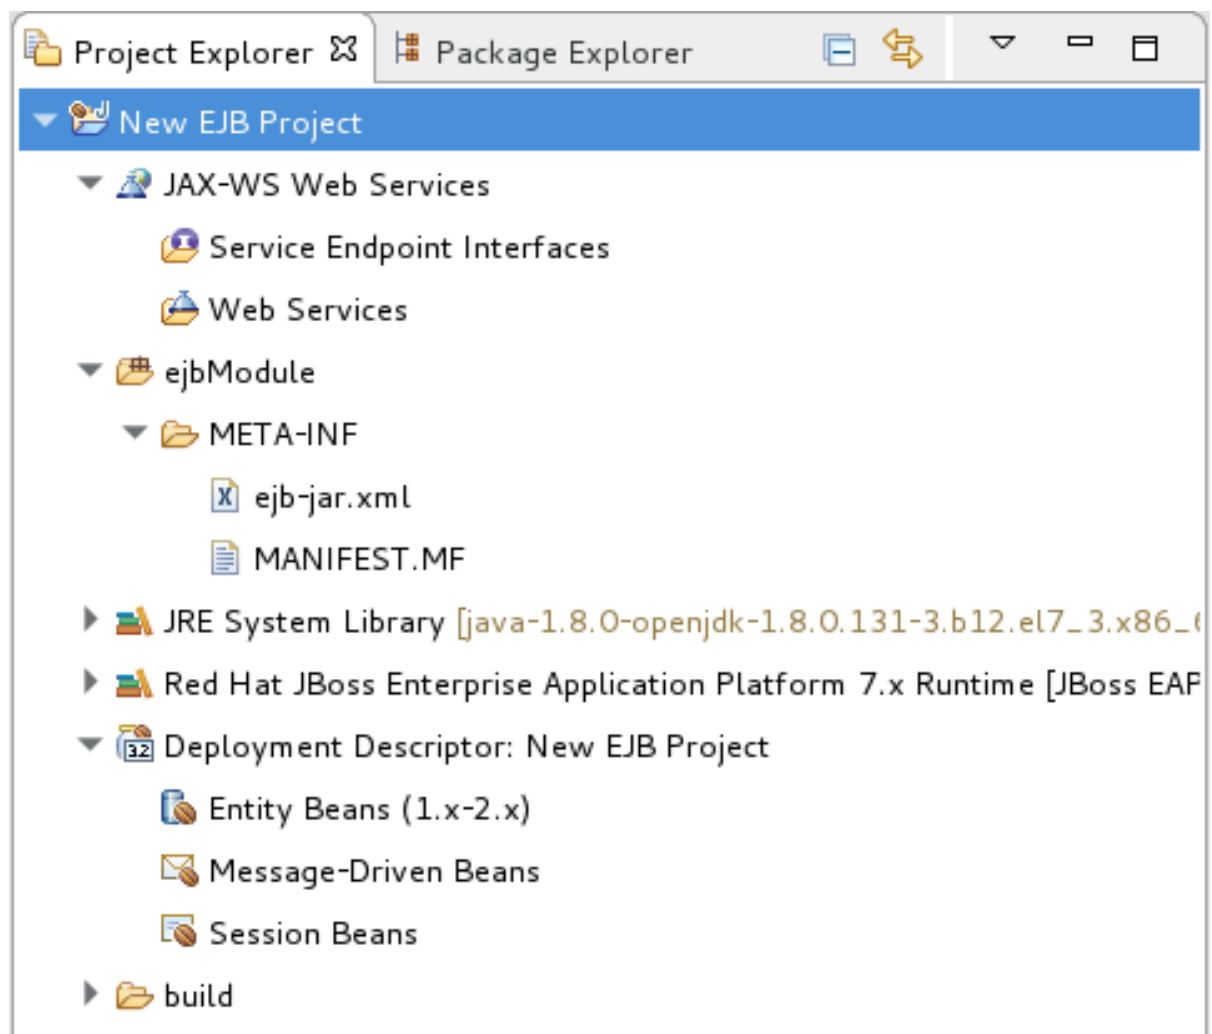 Project Explorer Package Explorer
New EJB Project
JAX-WS Web Services
Service Endpoint Interfaces
Web Services
ejbModule
META-INF
ejb-jar.xml
MANIFEST.MF
JRE System Library [java-1.8.0-openjdk-1.8.0.131-3.b12.el7_3.x86_6
Red Hat JBoss Enterprise Application Platform 7.x Runtime [JBoss EAP
3.2 Deployment Descriptor: New EJB Project
Entity Beans (1.x-2.x)
Message-Driven Beans
Session Beans
build